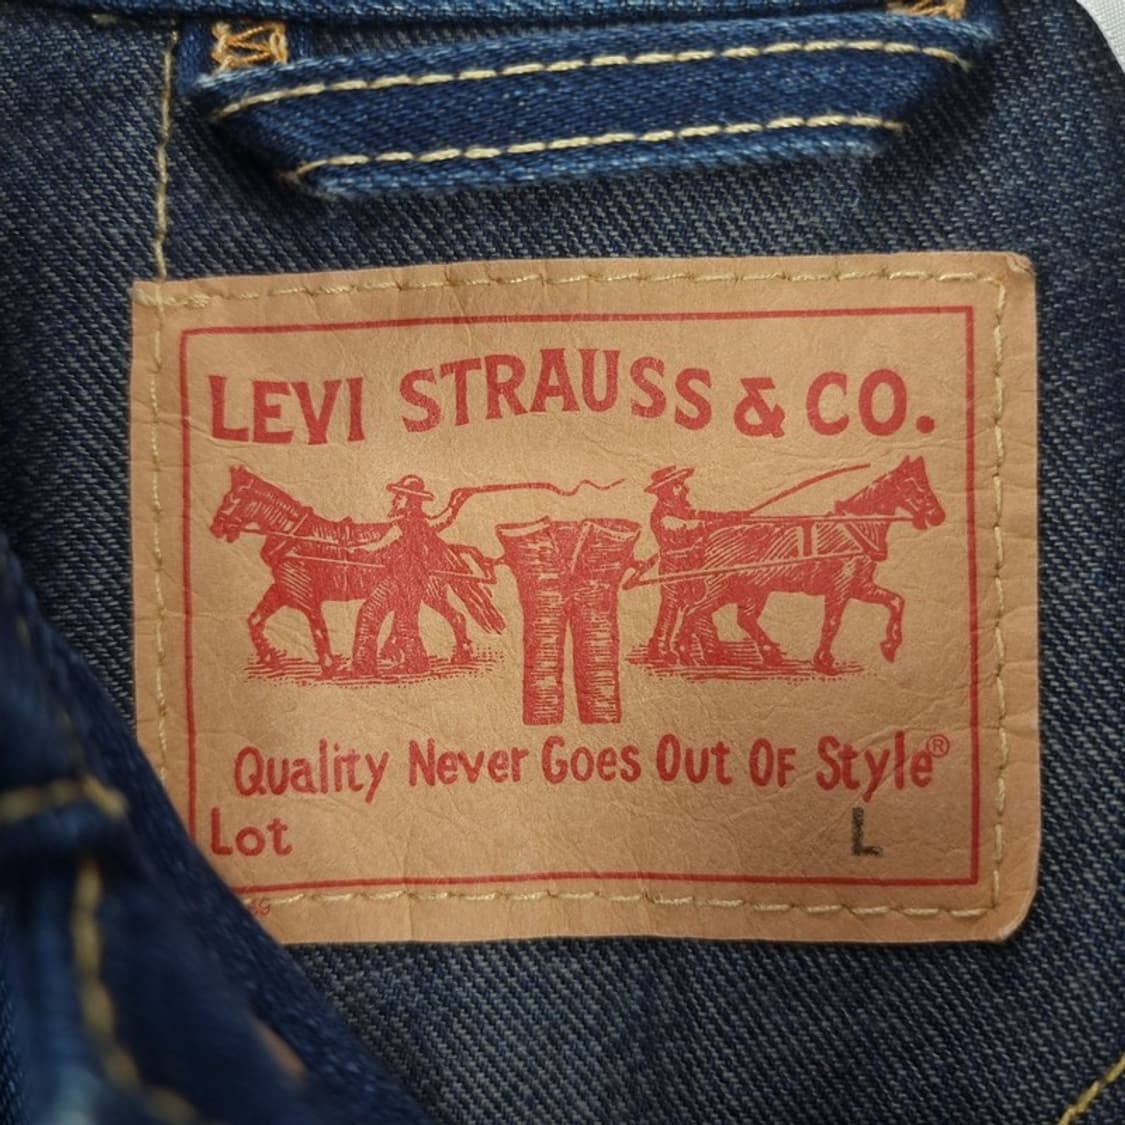 LEVI STRAUSS & CO.
Quality Never Goes Out Of Style®
Lot L